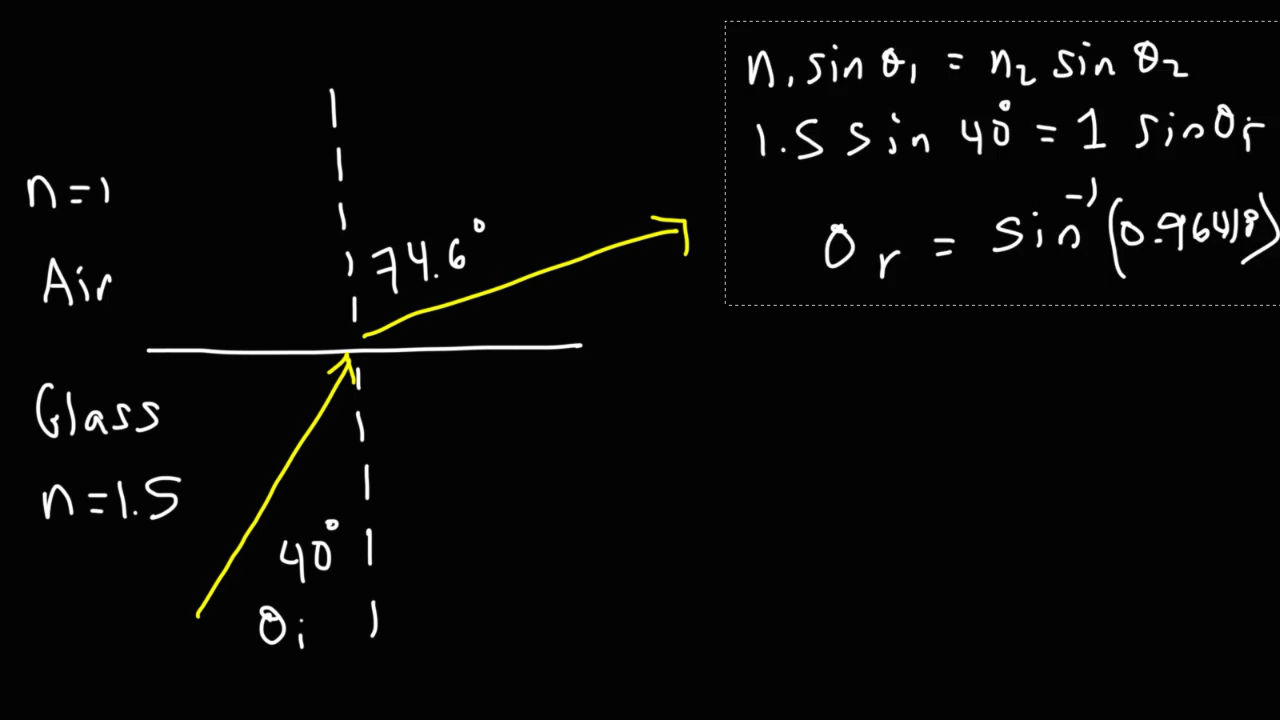 n₁ sin θ₁ = n₂ sin θ₂
1.5 sin 40° = 1 sin θr
θr = sin⁻¹(0.96418)
n=1
74.6°
Air
Glass
n=1.5
40°
θi